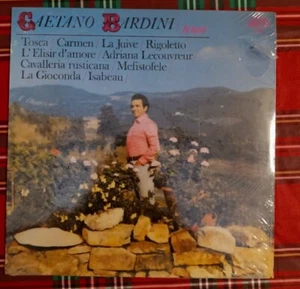 GAETANO BARDINI
Tosca Carmen La Juive Rigoletto
L'Elisir d'amore Adriana Lecouvreur
Cavalleria rusticana Mefistofele
La Gioconda Isabeau